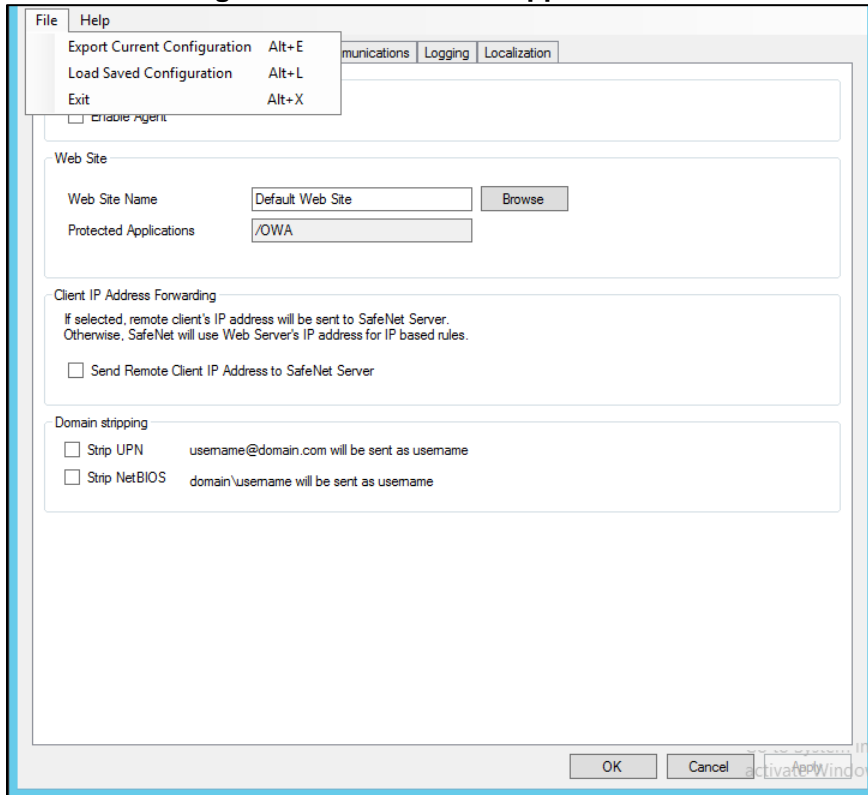 File Help
Export Current Configuration Alt+E
Load Saved Configuration Alt+L
Exit Alt+X
munications Logging Localization
Enable Agent
Web Site
Web Site Name Default Web Site Browse
Protected Applications /OWA
Client IP Address Forwarding
If selected, remote client's IP address will be sent to SafeNet Server.
Otherwise, SafeNet will use Web Server's IP address for IP based rules.
Send Remote Client IP Address to SafeNet Server
Domain stripping
Strip UPN username@domain.com will be sent as username
Strip NetBIOS domain\username will be sent as username
OK Cancel Apply
activate Windo